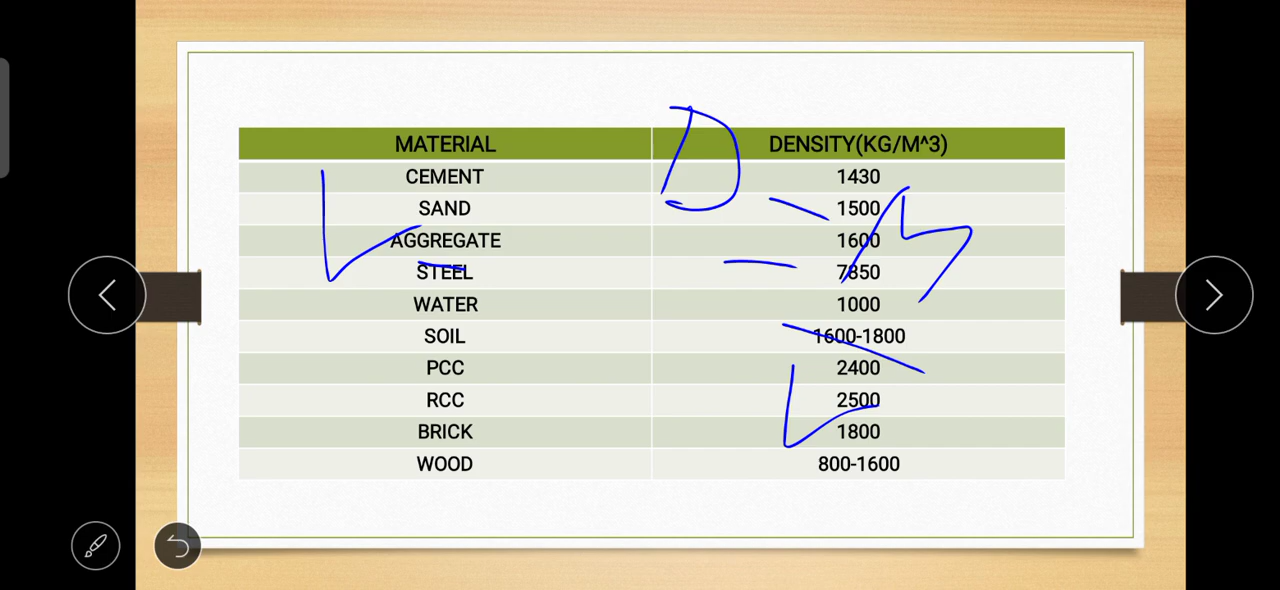 MATERIAL DENSITY(KG/M^3)
CEMENT 1430
SAND 1500
AGGREGATE 1600
STEEL 7850
WATER 1000
SOIL 1600-1800
PCC 2400
RCC 2500
BRICK 1800
WOOD 800-1600